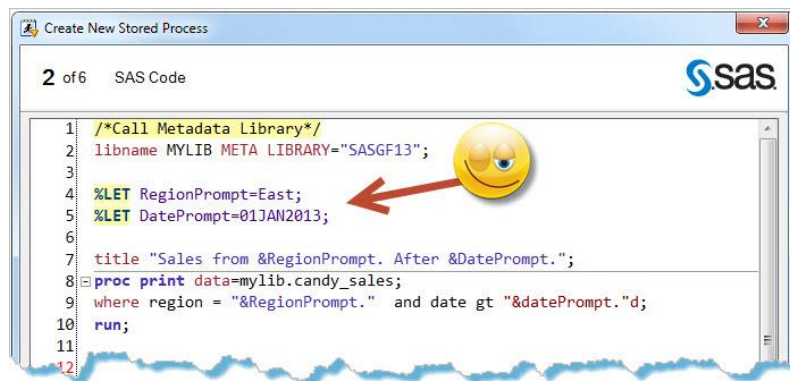 Create New Stored Process
x
2 of 6 SAS Code
sas
1 /*Call Metadata Library*/
2 libname MYLIB META LIBRARY="SASGF13";
3
4 %LET RegionPrompt=East;
5 %LET DatePrompt=01JAN2013;
6
7 title "Sales from &RegionPrompt. After &DatePrompt.";
8 proc print data=mylib.candy_sales;
9 where region = "&RegionPrompt."  and date gt "&datePrompt."d;
10 run;
11
12